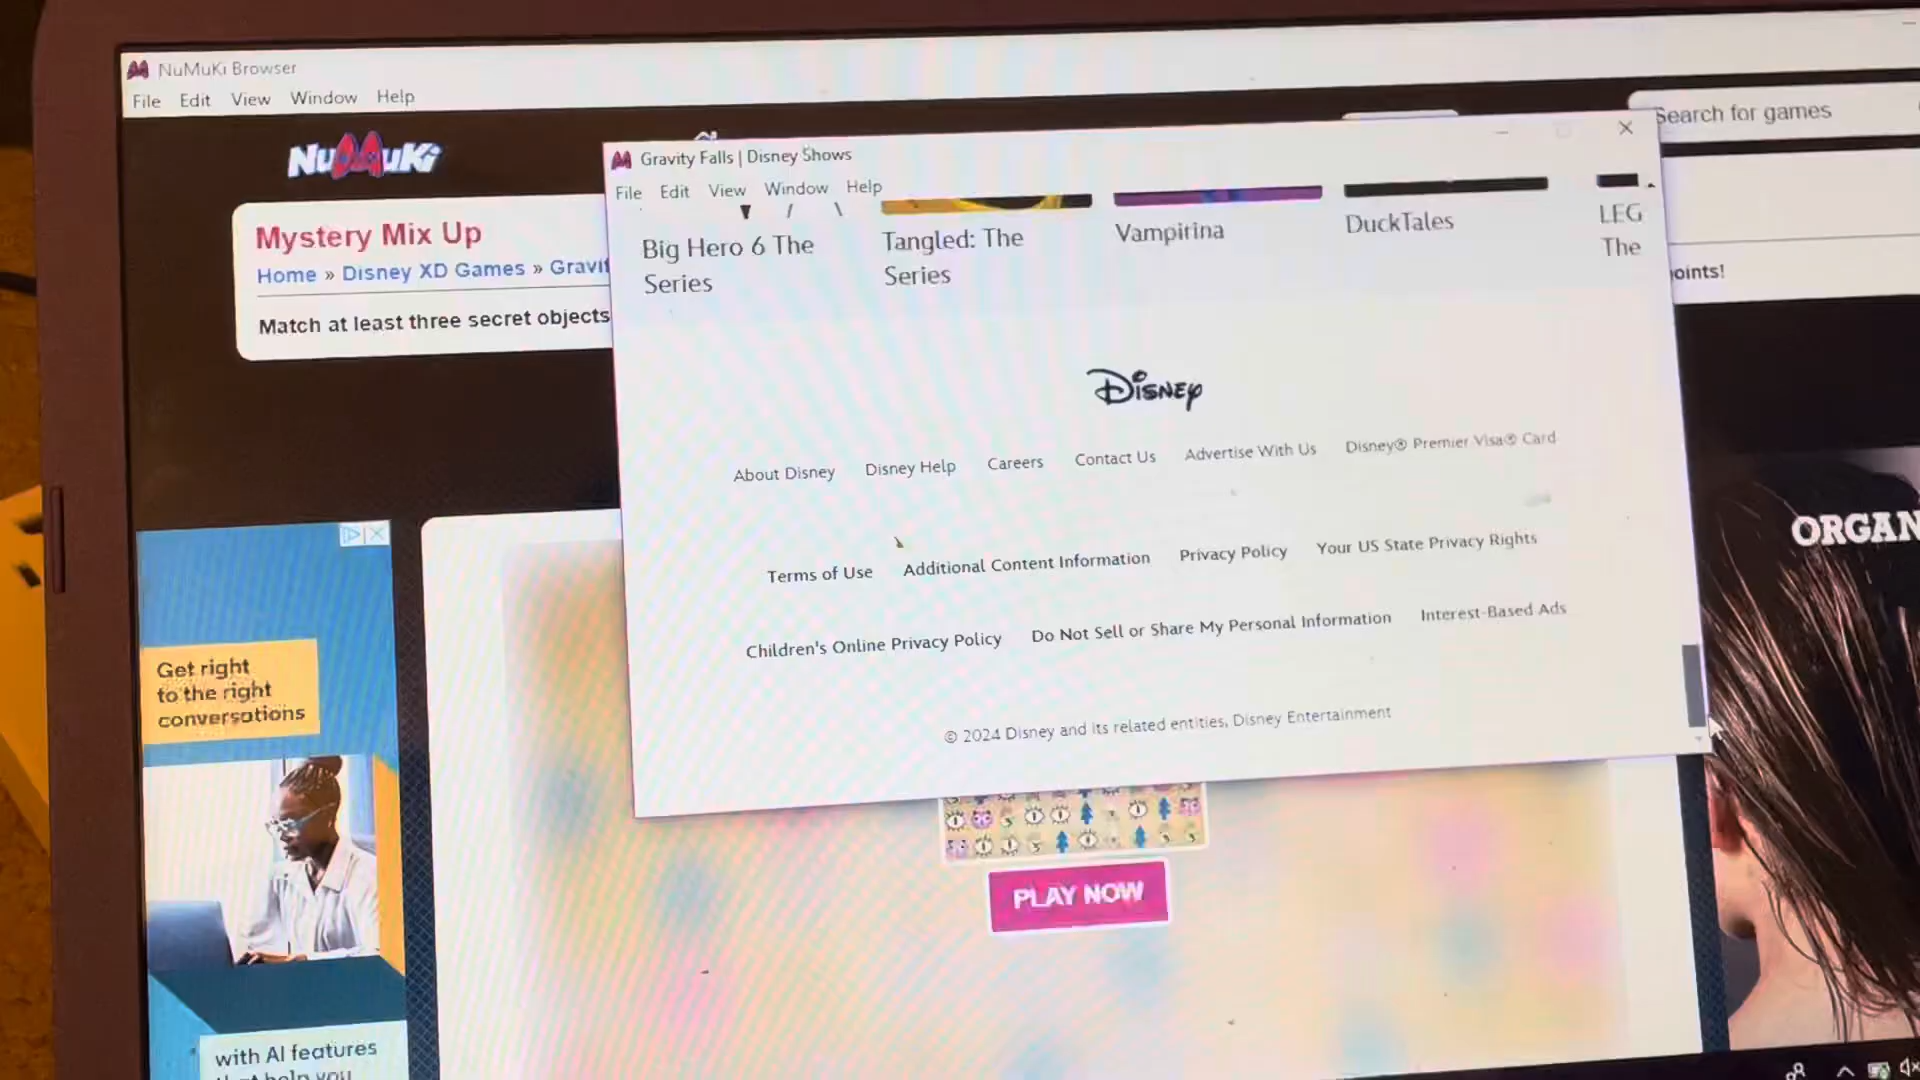 NuMuKi Browser
File Edit View Window Help
NuMuKi
Search for games
Mystery Mix Up
Home » Disney XD Games »
Match at least three secret objects
Gravity Falls | Disney Shows
File Edit View Window Help
Big Hero 6 The
Series
Tangled: The
Series
Vampirina
DuckTales
LEG
The
oints!
Disney
About Disney Disney Help Careers Contact Us Advertise With Us Disney® Premier Visa® Card
Terms of Use Additional Content Information Privacy Policy Your US State Privacy Rights
Children's Online Privacy Policy Do Not Sell or Share My Personal Information Interest-Based Ads
© 2024 Disney and its related entities, Disney Entertainment
PLAY NOW
Get right
to the right
conversations
with AI features
ORGAN